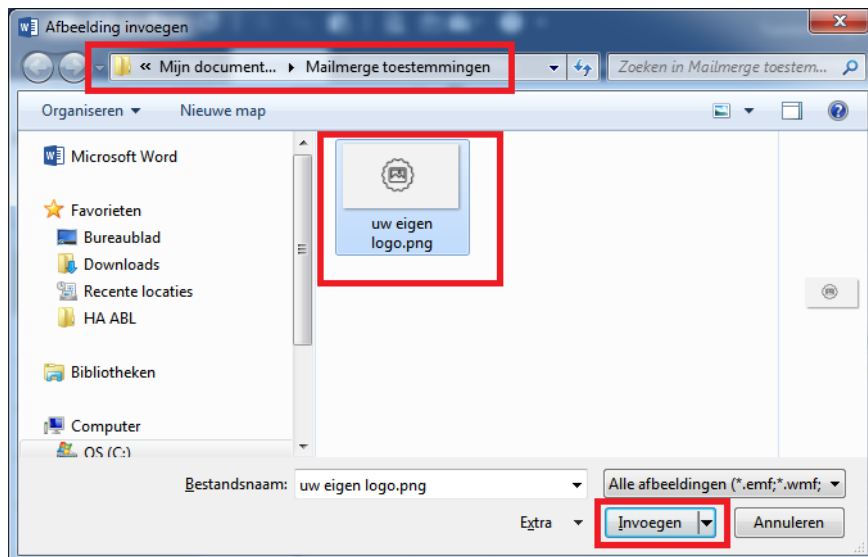 Afbeelding invoegen
« Mijn document... ▸ Mailmerge toestemmingen
Zoeken in Mailmerge toestem...
Organiseren
Nieuwe map
Microsoft Word
Favorieten
Bureaublad
Downloads
Recente locaties
HA ABL
Bibliotheken
Computer
OS (C:)
uw eigen
logo.png
Bestandsnaam: uw eigen logo.png
Alle afbeeldingen (*.emf;*.wmf;
Extra
Invoegen
Annuleren